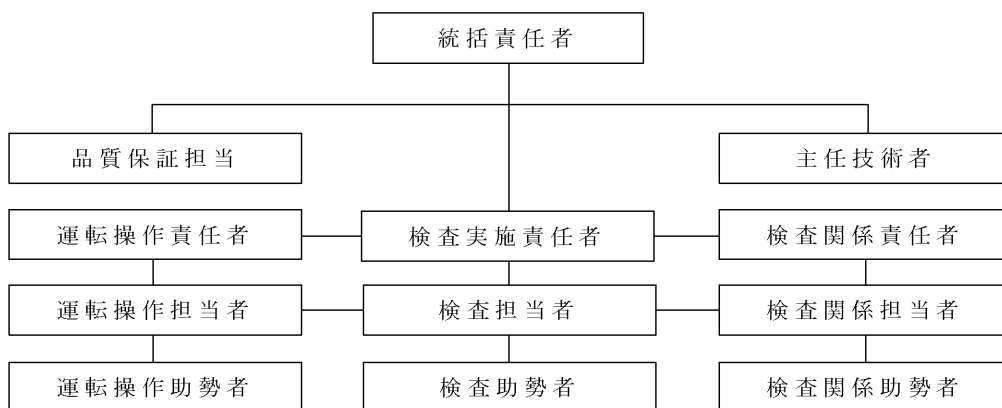 統括責任者
品質保証担当
主任技術者
運転操作責任者
検査実施責任者
検査関係責任者
運転操作担当者
検査担当者
検査関係担当者
運転操作助勢者
検査助勢者
検査関係助勢者